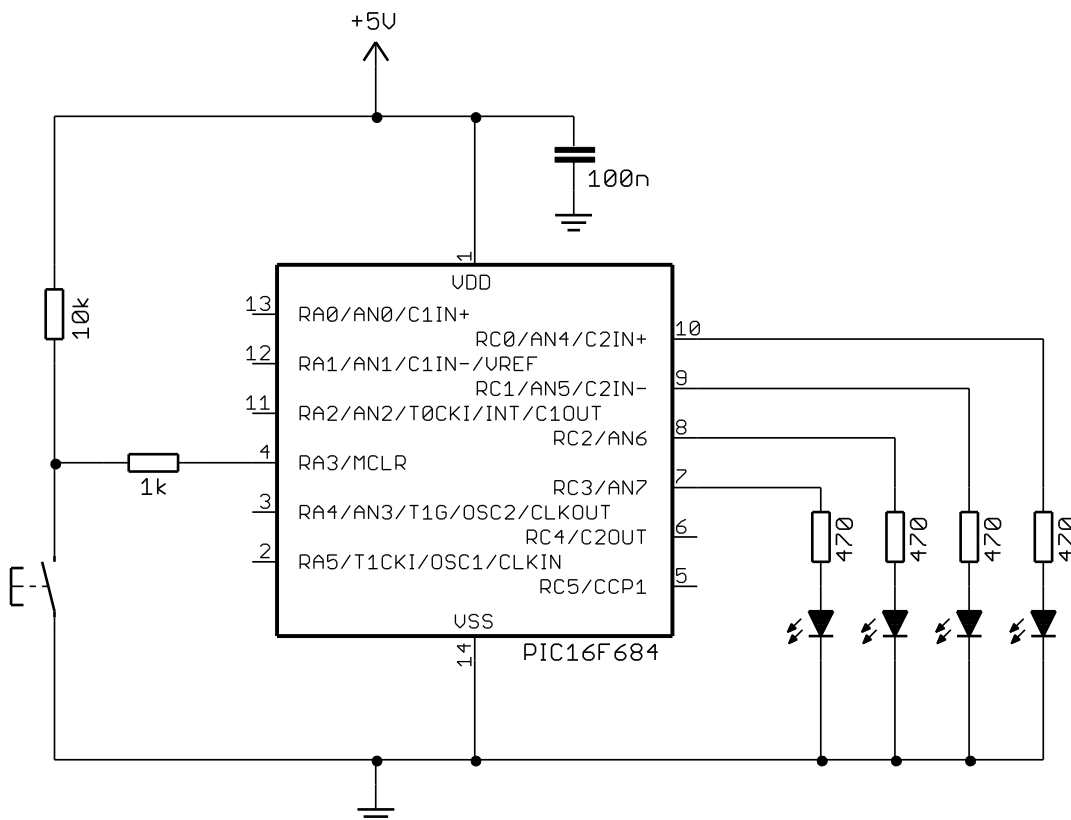 +5V
100n
1
VDD
10k
13
RA0/AN0/C1IN+
10
RC0/AN4/C2IN+
12
RA1/AN1/C1IN-/VREF
9
RC1/AN5/C2IN-
11
RA2/AN2/T0CKI/INT/C1OUT
8
RC2/AN6
4
RA3/MCLR
1k
7
RC3/AN7
3
RA4/AN3/T1G/OSC2/CLKOUT
6
RC4/C2OUT
470
470
470
470
2
RA5/T1CKI/OSC1/CLKIN
5
RC5/CCP1
VSS
14
PIC16F684